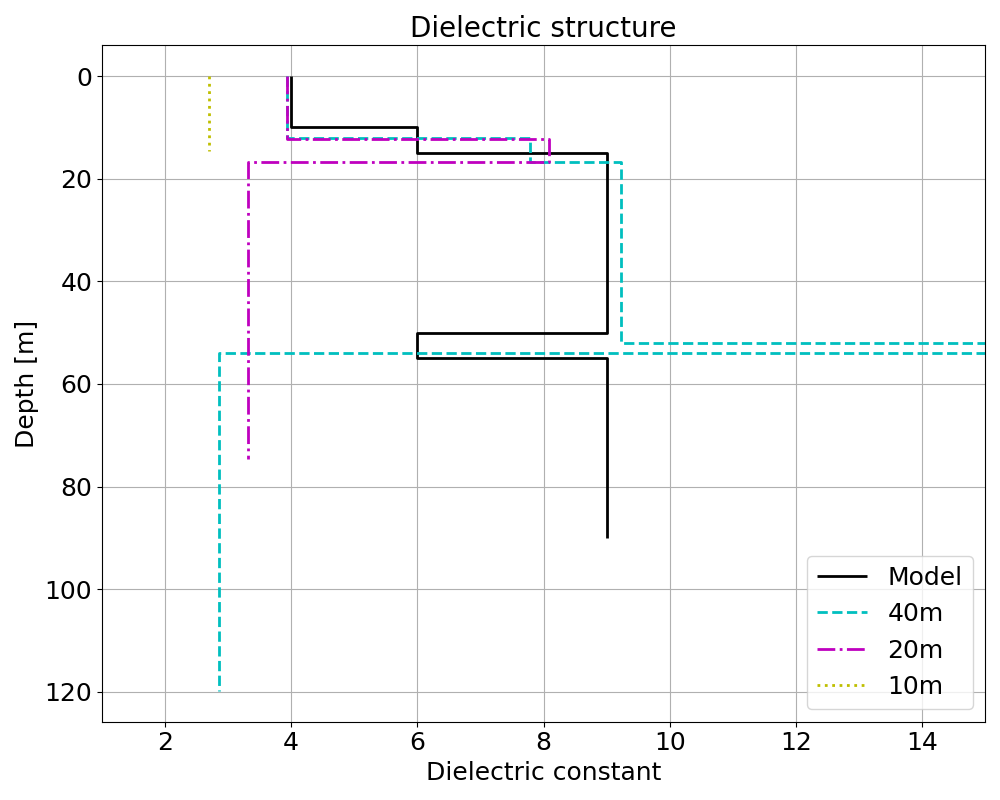 Dielectric structure
0
20
40
60
80
100
120
Depth [m]
2 4 6 8 10 12 14
Dielectric constant
Model
40m
20m
10m